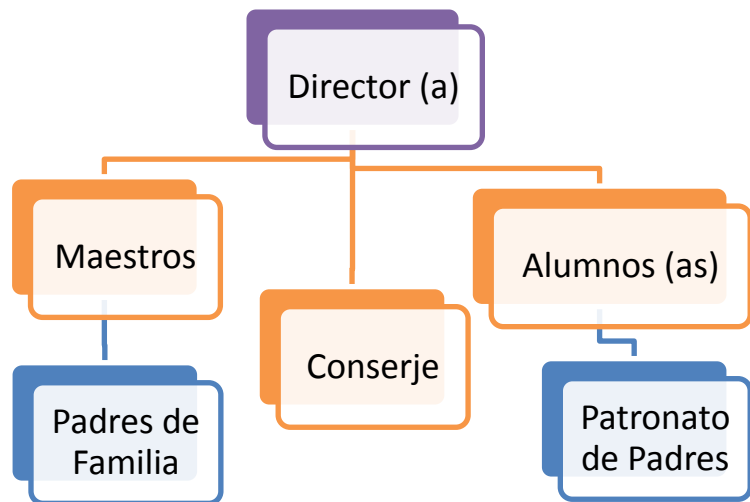 Director (a)
Maestros
Alumnos (as)
Conserje
Padres de
Familia
Patronato
de Padres